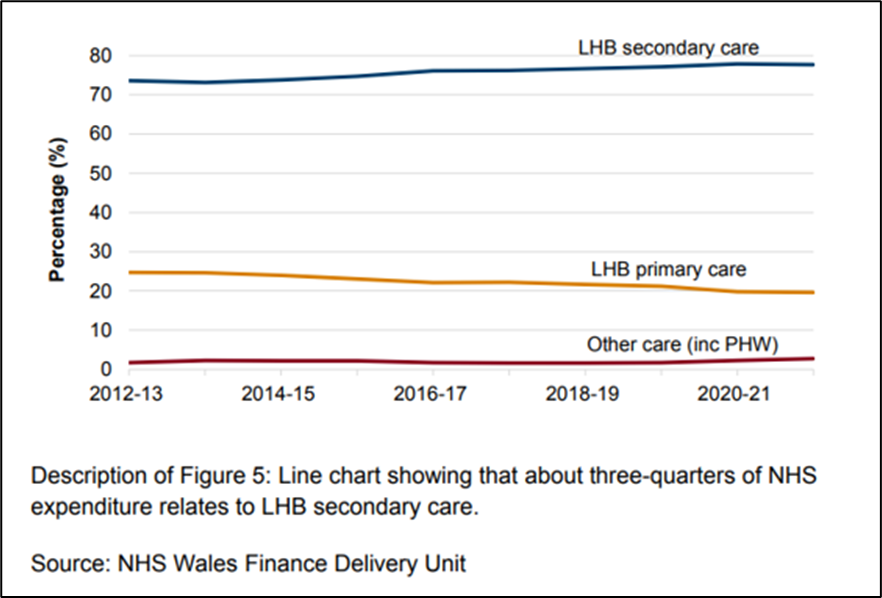 LHB secondary care
80
70
60
50
40
30
20
10
0
Percentage (%)
LHB primary care
Other care (inc PHW)
2012-13 2014-15 2016-17 2018-19 2020-21
Description of Figure 5: Line chart showing that about three-quarters of NHS
expenditure relates to LHB secondary care.
Source: NHS Wales Finance Delivery Unit